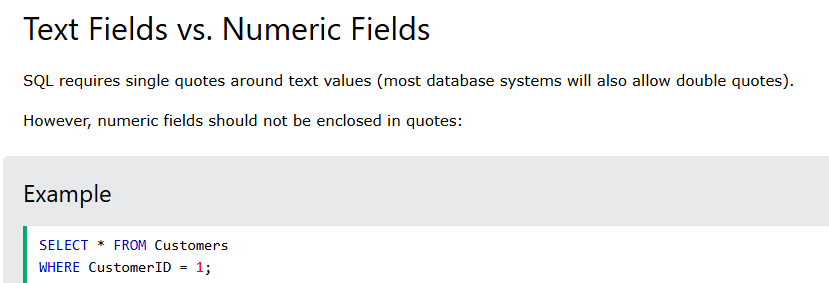 Text Fields vs. Numeric Fields
SQL requires single quotes around text values (most database systems will also allow double quotes).
However, numeric fields should not be enclosed in quotes:
Example
SELECT * FROM Customers
WHERE CustomerID = 1;